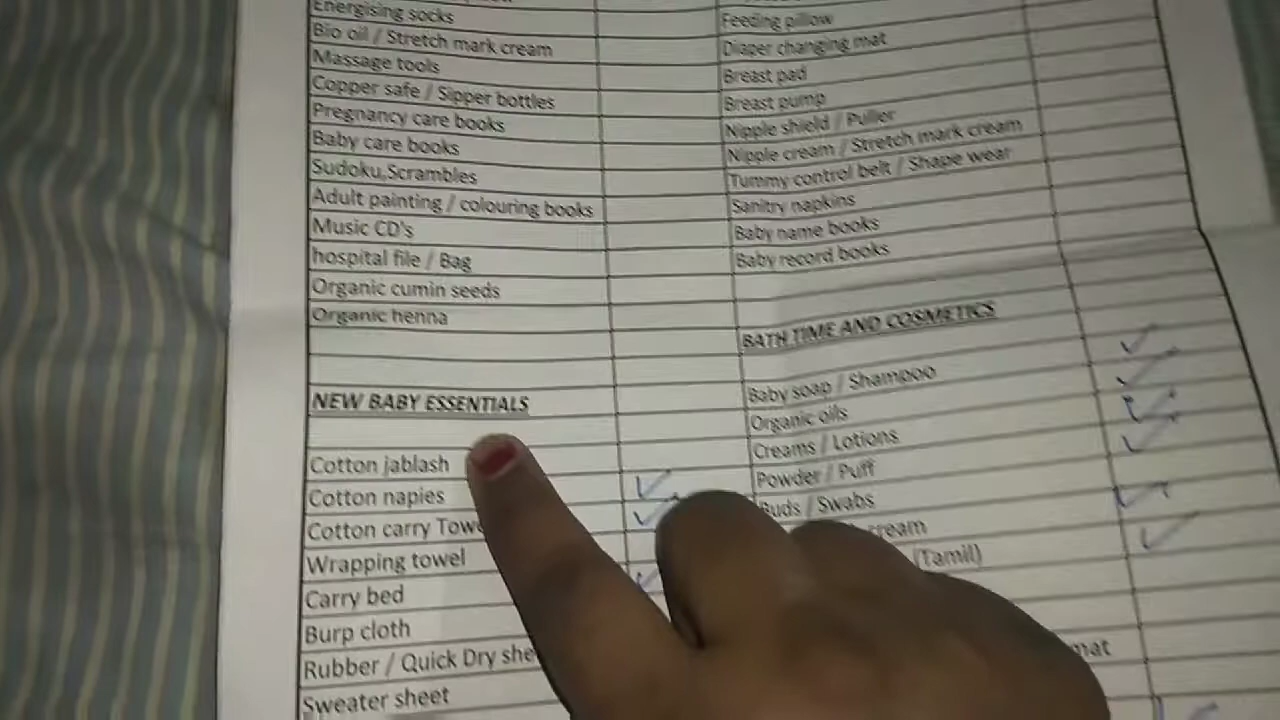 Energising socks
Bio oil / Stretch mark cream
Massage tools
Copper safe / Sipper bottles
Pregnancy care books
Baby care books
Sudoku,Scrambles
Adult painting / colouring books
Music CD's
hospital file / Bag
Organic cumin seeds
Organic henna
NEW BABY ESSENTIALS
Cotton jablash
Cotton napies
Cotton carry
Wrapping towel
Carry bed
Burp cloth
Rubber / Quick Dry
Sweater sheet
Feeding pillow
Diaper changing mat
Breast pad
Breast pump
Nipple shield / Puller
Nipple cream / Stretch mark cream
Tummy control belt / Shape wear
Sanitry napkins
Baby name books
Baby record books
BATH TIME AND COSMETICS
Baby soap / Shampoo
Organic oils
Creams / Lotions
Powder / Puff
Buds / Swabs
(Tamil)
mat